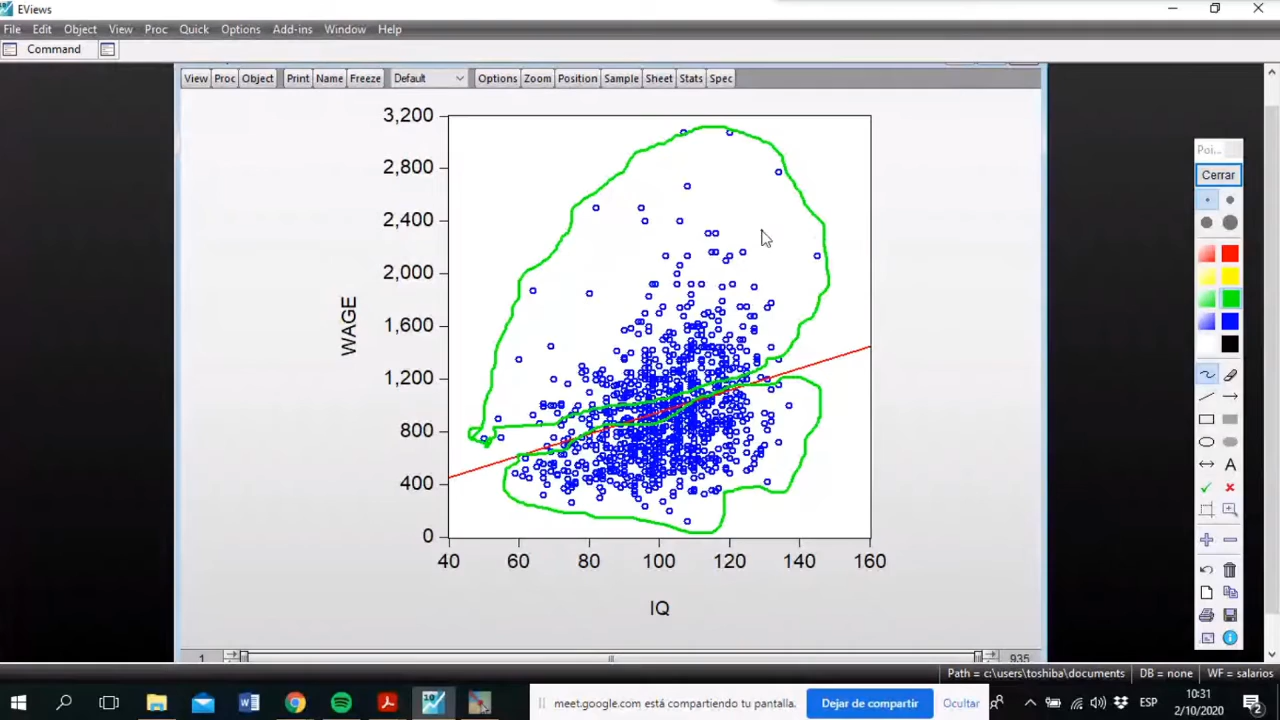 EViews
File Edit Object View Proc Quick Options Add-ins Window Help
Command
View Proc Object Print Name Freeze Default Options Zoom Position Sample Sheet Stats Spec
Poi...
Cerrar
3,200
2,800
2,400
2,000
1,600
1,200
800
400
0
WAGE
40 60 80 100 120 140 160
IQ
A
1 935
Path = c:\users\toshiba\documents DB = none WF = salarios
meet.google.com está compartiendo tu pantalla.
Dejar de compartir
Ocultar
ESP
10:31
2/10/2020
2